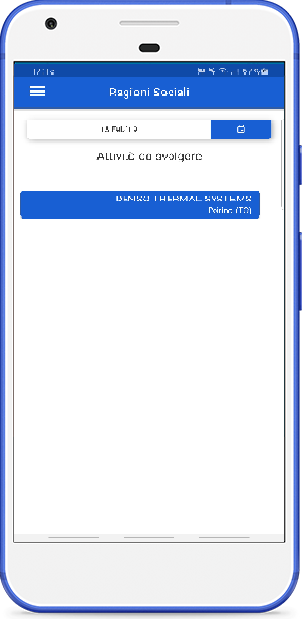 Ragioni Sociali
Attività da svolgere
DENSO THERMAL SYSTEMS
Poirino (TO)